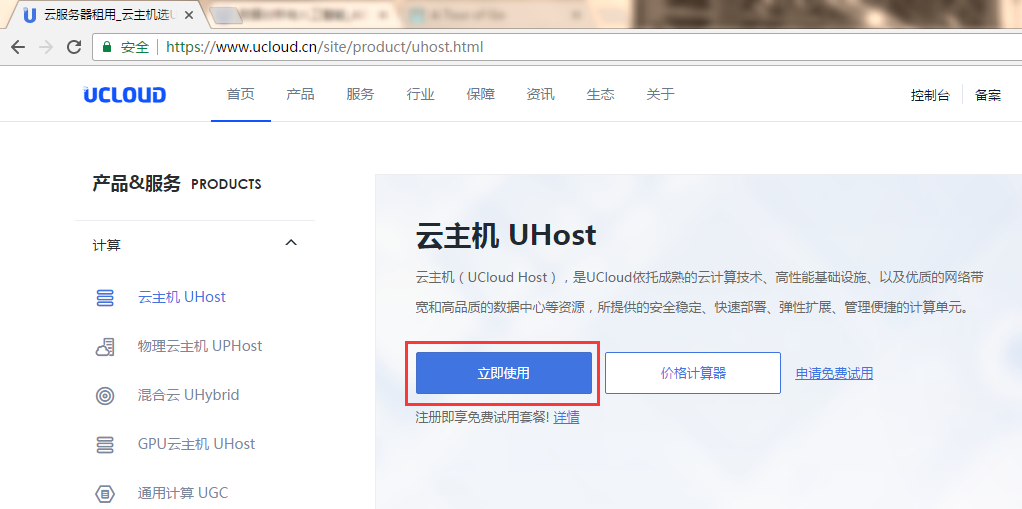 云服务器租用_云主机选U
A Tour of Go
安全 https://www.ucloud.cn/site/product/uhost.html
UCLOUD 首页 产品 服务 行业 保障 资讯 生态 关于 控制台 备案
产品&服务 PRODUCTS
计算
云主机 UHost
物理云主机 UPHost
混合云 UHybrid
GPU云主机 UHost
通用计算 UGC
云主机 UHost
云主机（UCloud Host），是UCloud依托成熟的云计算技术、高性能基础设施、以及优质的网络带
宽和高品质的数据中心等资源，所提供的安全稳定、快速部署、弹性扩展、管理便捷的计算单元。
立即使用 价格计算器 申请免费试用
注册即享免费试用套餐! 详情